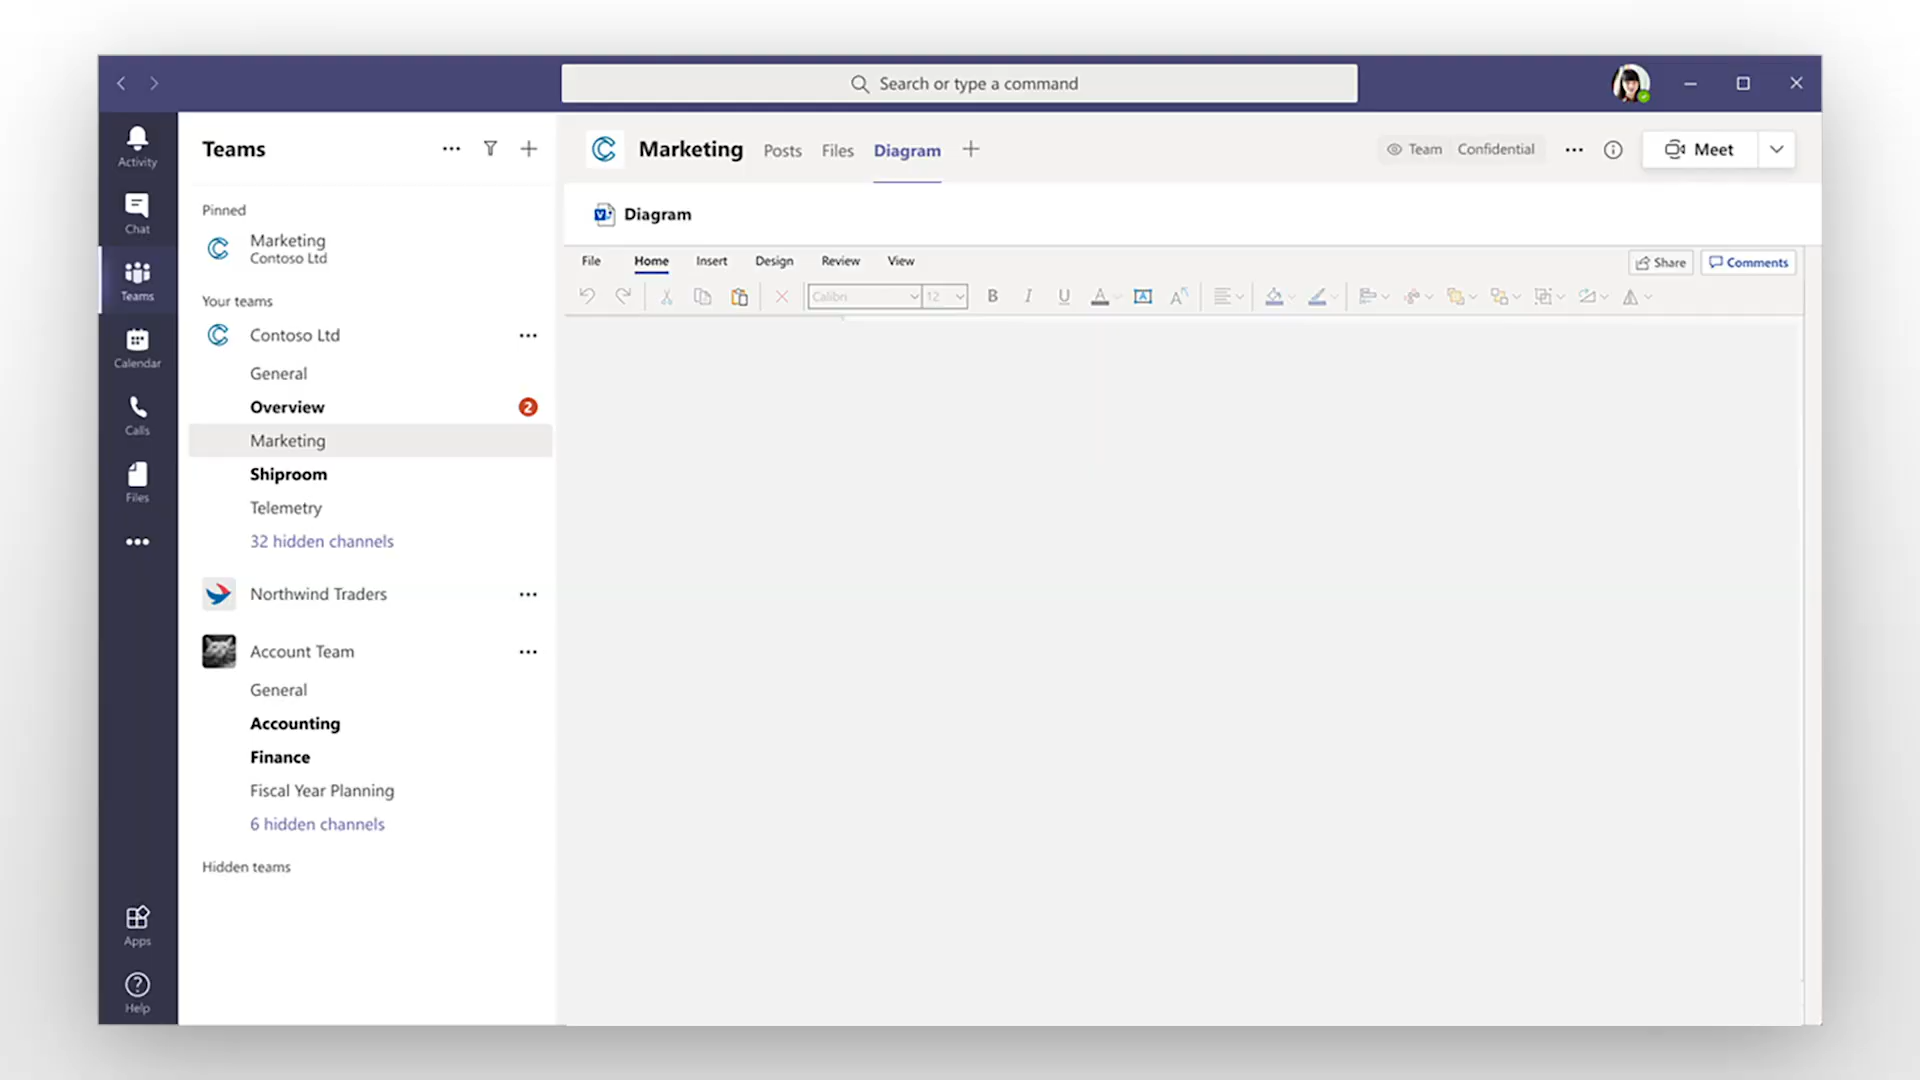 Search or type a command
Activity
Chat
Teams
Calendar
Calls
Files
Apps
Help
Teams
Pinned
Marketing
Contoso Ltd
Your teams
Contoso Ltd
General
Overview 2
Marketing
Shiproom
Telemetry
32 hidden channels
Northwind Traders
Account Team
General
Accounting
Finance
Fiscal Year Planning
6 hidden channels
Hidden teams
Marketing Posts Files Diagram Team Confidential Meet
Diagram
File Home Insert Design Review View Share Comments
Calibri 12 B I U A A A